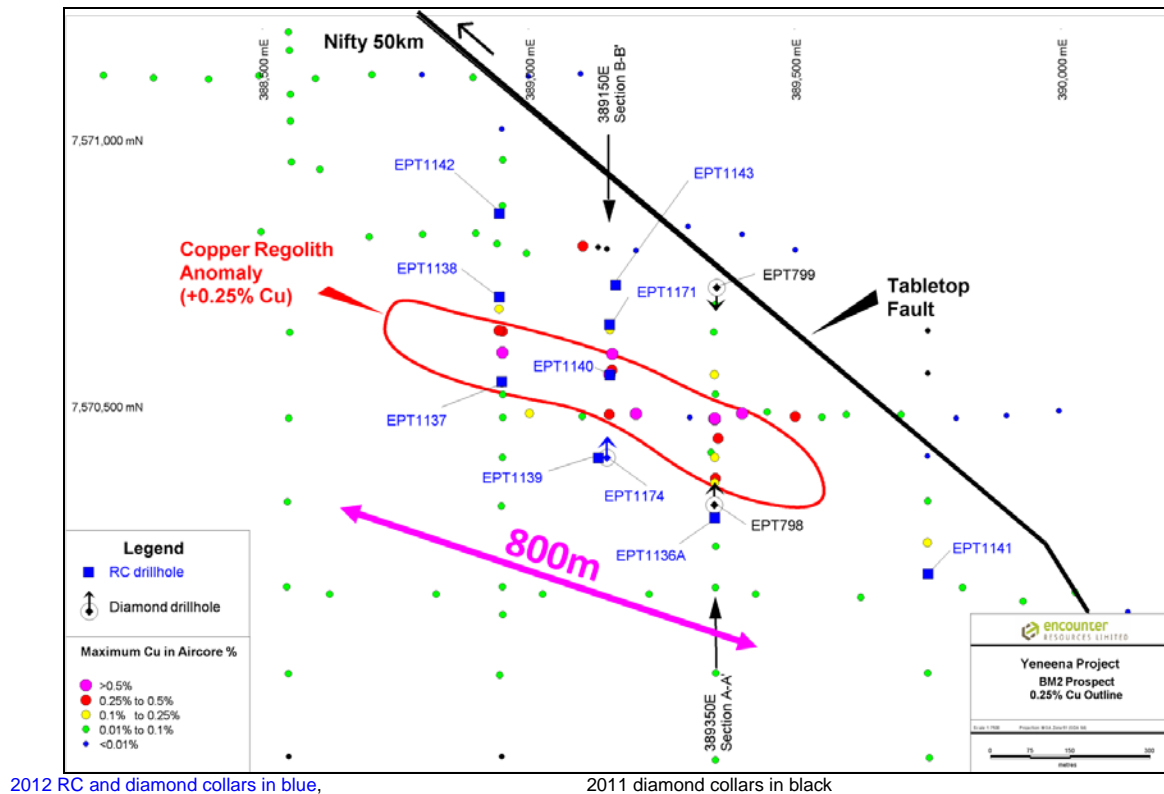 Nifty 50km
388,500 mE
389,000 mE
389,500 mE
390,000 mE
389150E
Section B-B'
7,571,000 mN
EPT1142
EPT1143
Copper Regolith
Anomaly
(+0.25% Cu)
EPT1138
EPT1171
EPT799
Tabletop
Fault
EPT1140
7,570,500 mN
EPT1137
EPT1139
EPT1174
EPT798
EPT1136A
EPT1141
800m
389350E
Section A-A'
Legend
RC drillhole
Diamond drillhole
Maximum Cu in Aircore %
>0.5%
0.25% to 0.5%
0.1% to 0.25%
0.01% to 0.1%
<0.01%
encounter
RESOURCES LIMITED
Yeneena Project
BM2 Prospect
0.25% Cu Outline
0 75 150 300
metres
2012 RC and diamond collars in blue, 2011 diamond collars in black